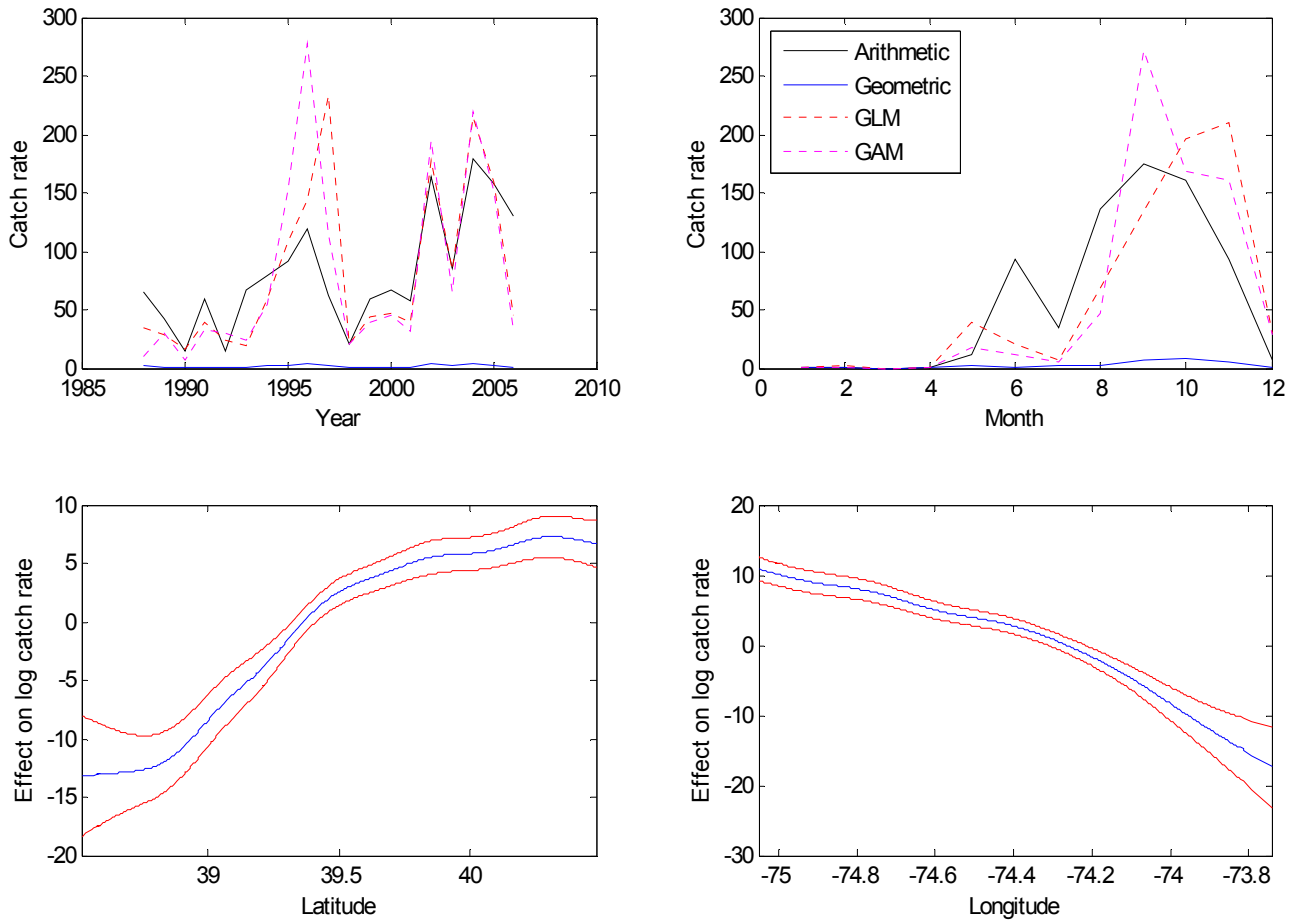 300
250
200
150
100
50
0
Catch rate
1985 1990 1995 2000 2005 2010
Year
300
250
200
150
100
50
0
Catch rate
Arithmetic
Geometric
GLM
GAM
0 2 4 6 8 10 12
Month
10
5
0
-5
-10
-15
-20
Effect on log catch rate
39 39.5 40
Latitude
20
10
0
-10
-20
-30
Effect on log catch rate
-75 -74.8 -74.6 -74.4 -74.2 -74 -73.8
Longitude